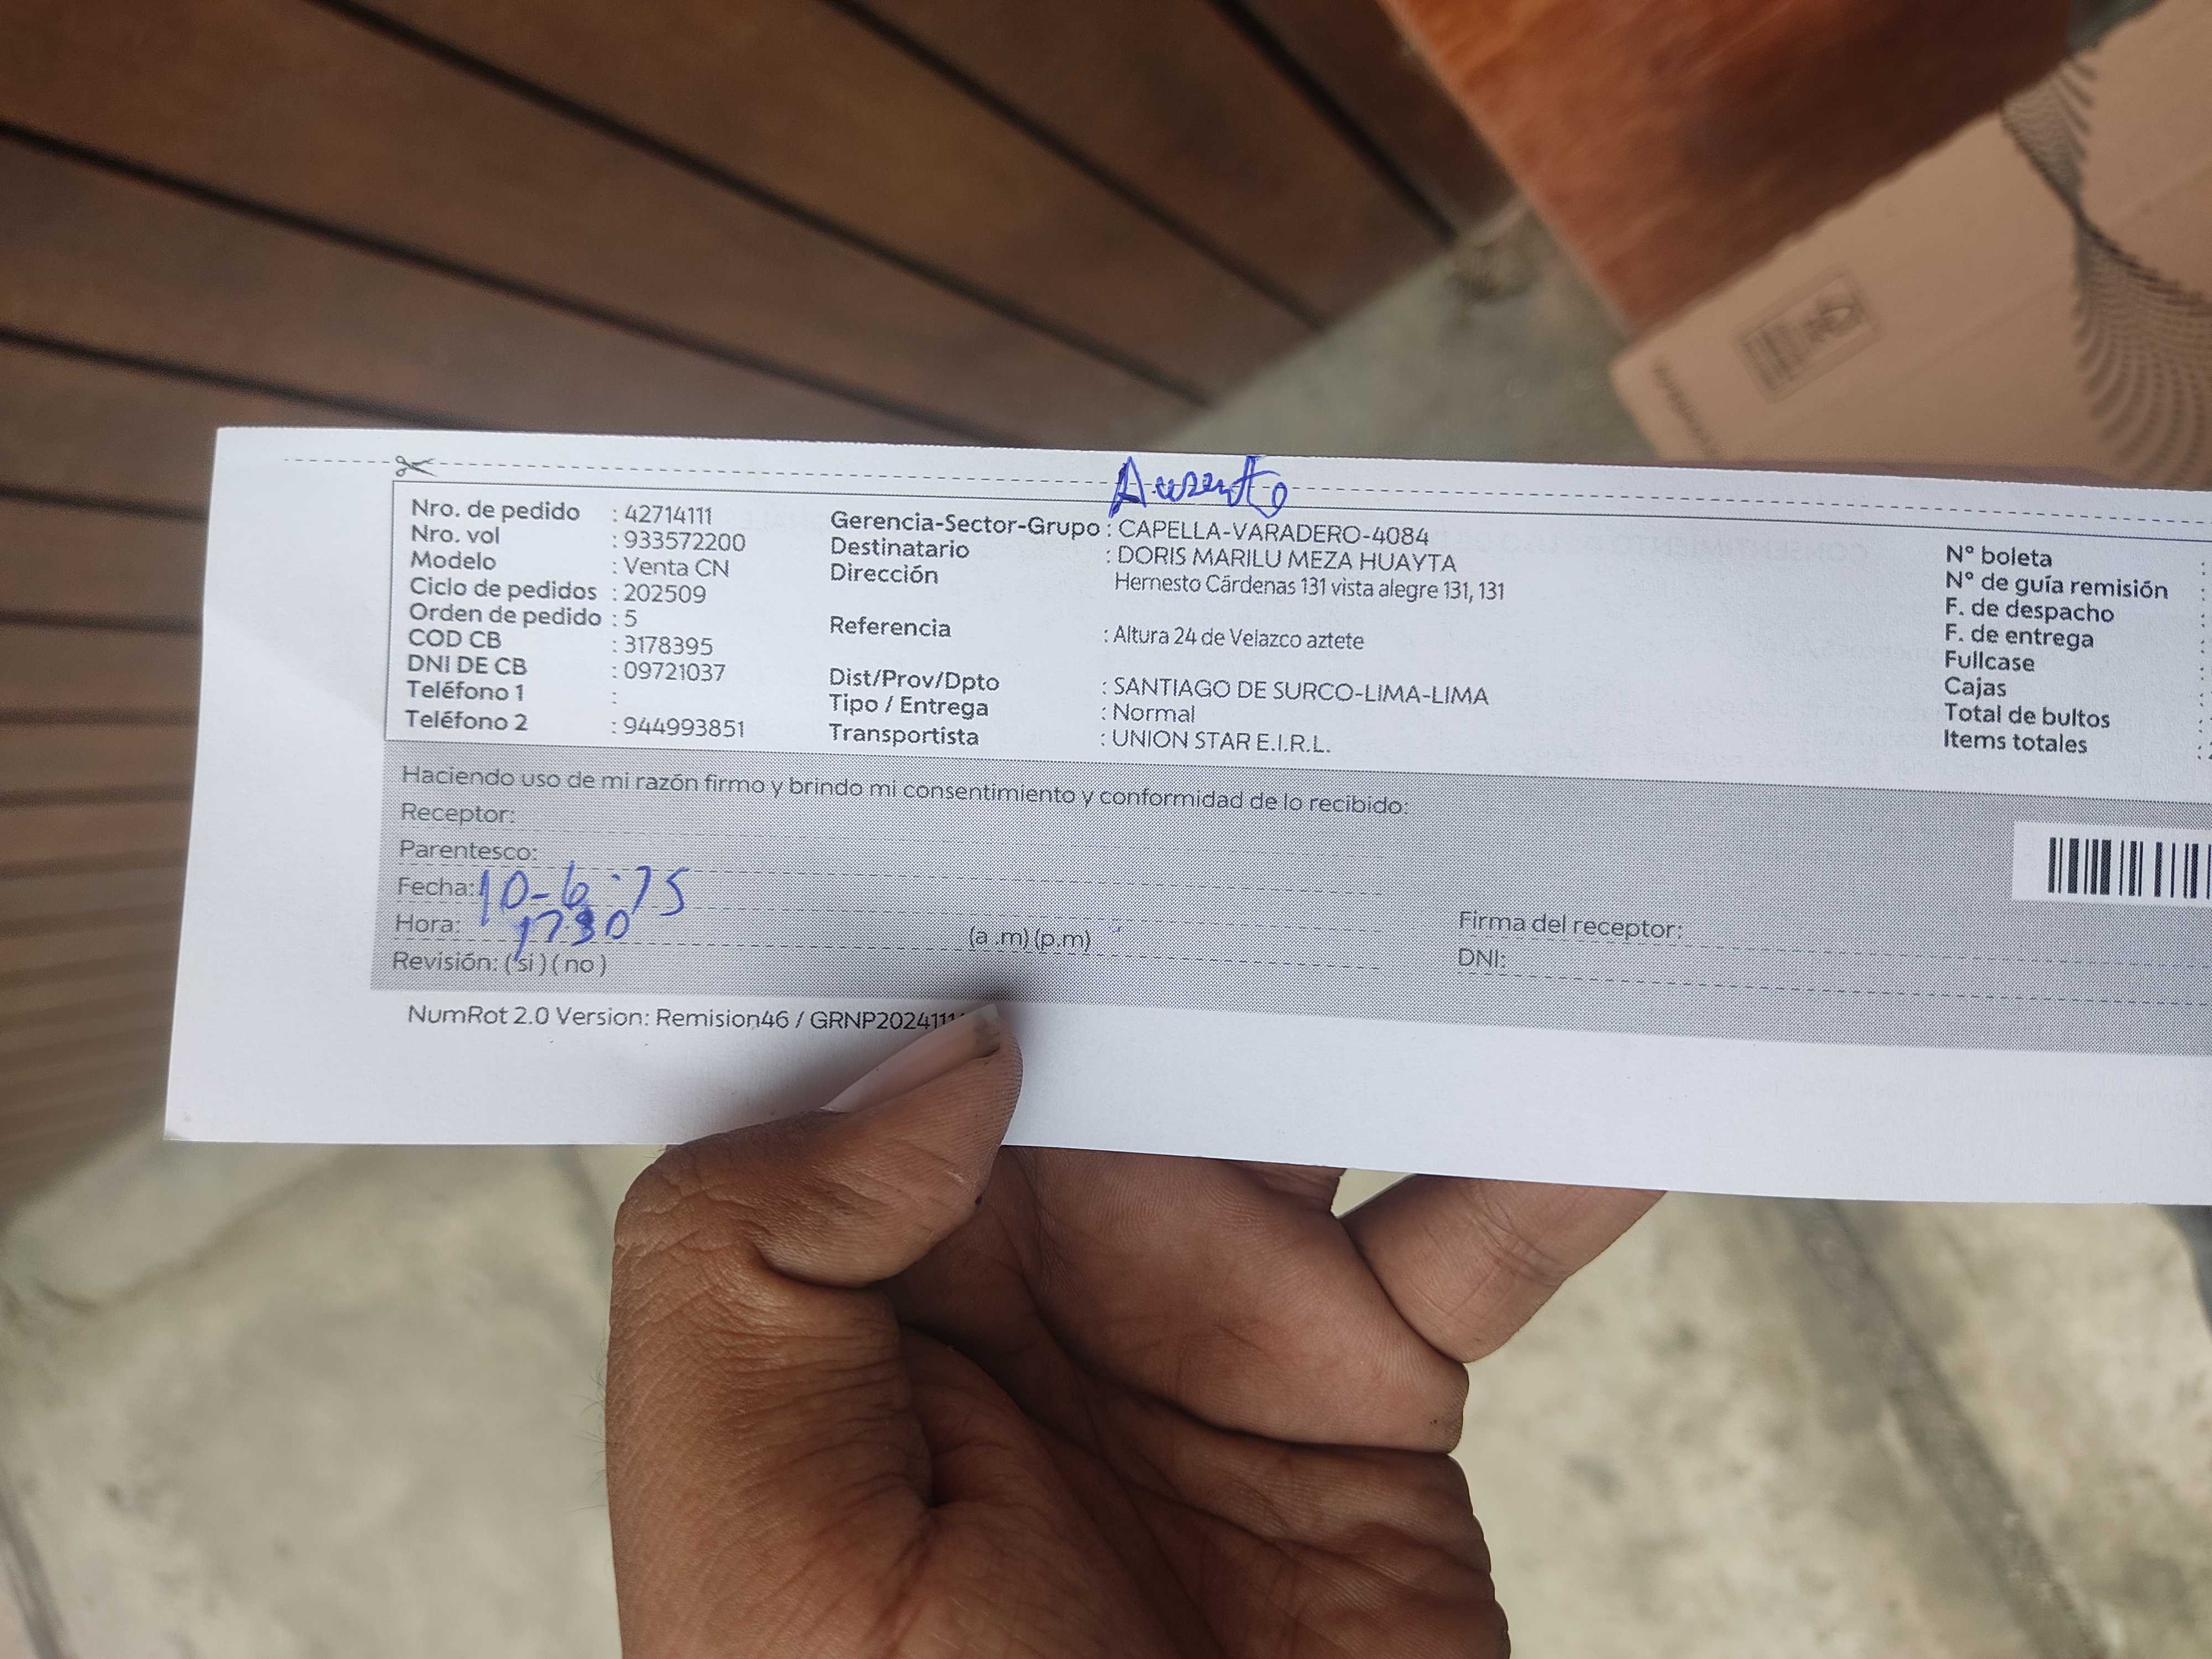 Ausento
Nro. de pedido : 42714111
Nro. vol : 933572200
Modelo : Venta CN
Ciclo de pedidos : 202509
Orden de pedido : 5
COD CB : 3178395
DNI DE CB : 09721037
Teléfono 1 :
Teléfono 2 : 944993851
Gerencia-Sector-Grupo : CAPELLA-VARADERO-4084
Destinatario : DORIS MARILU MEZA HUAYTA
Dirección Hernesto Cárdenas 131 vista alegre 131, 131
Referencia : Altura 24 de Velazco aztete
Dist/Prov/Dpto : SANTIAGO DE SURCO-LIMA-LIMA
Tipo / Entrega : Normal
Transportista : UNION STAR E.I.R.L.
N° boleta :
N° de guía remisión :
F. de despacho :
F. de entrega :
Fullcase :
Cajas :
Total de bultos :
Items totales :
Haciendo uso de mi razón firmo y brindo mi consentimiento y conformidad de lo recibido:
Receptor:
Parentesco:
Fecha: 10-6-75
Hora: 1730 (a .m) (p.m)
Revisión: ( si ) ( no )
Firma del receptor:
DNI:
NumRot 2.0 Version: Remision46 / GRNP2024111